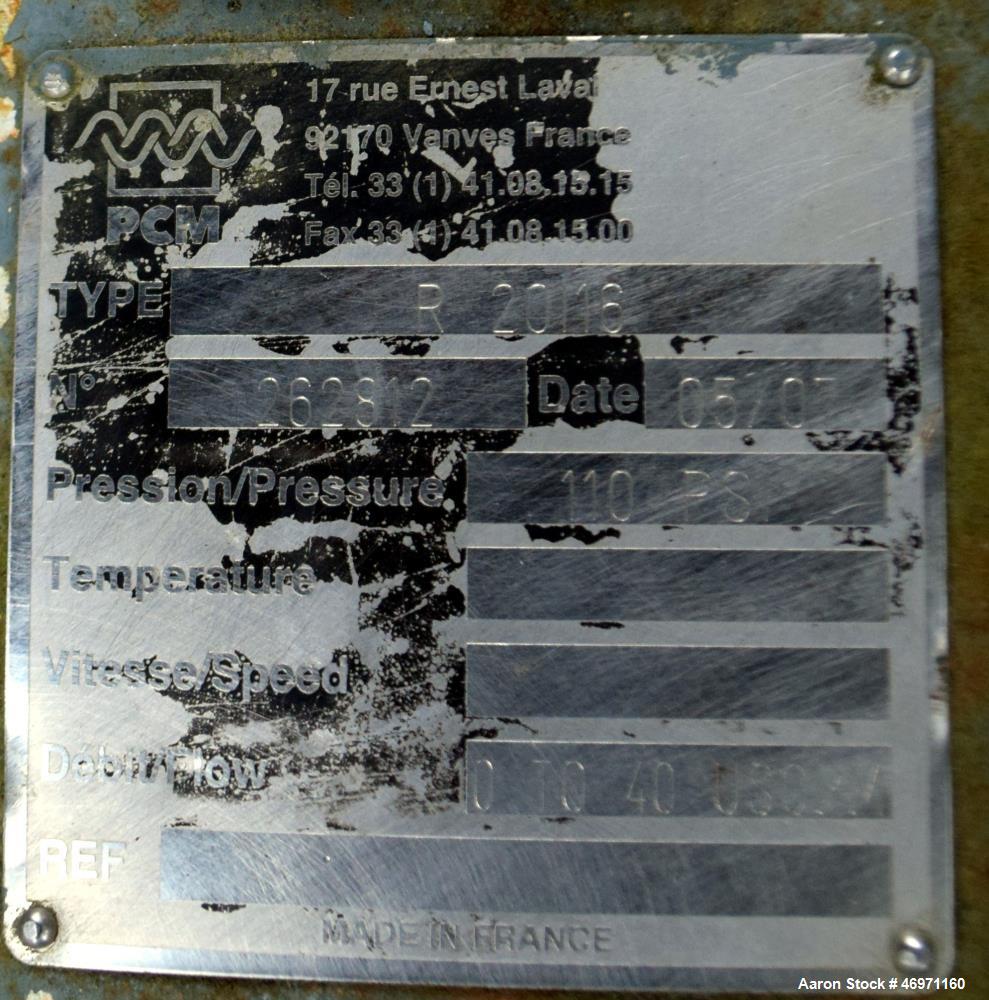 17 rue Ernest Laval
92170 Vanves France
Tél. 33 (1) 41.08.15.15
Fax 33 (1) 41.08.15.00
PCM
TYPE R 20I16
N° 262812 Date 05/07
Pression/Pressure 110 PSI
Temperature
Vitesse/Speed
Débit/Flow 0 TO 40
REF
MADE IN FRANCE
Aaron Stock # 46971160